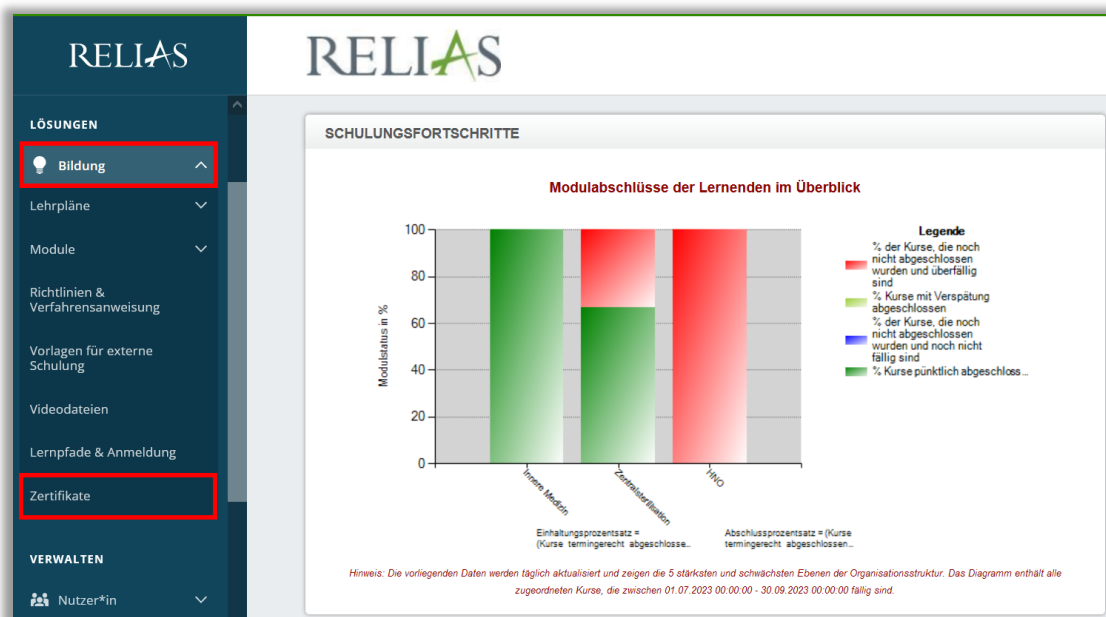 RELIAS
LÖSUNGEN
Bildung
Lehrpläne
Module
Richtlinien &
Verfahrensanweisung
Vorlagen für externe
Schulung
Videodateien
Lernpfade & Anmeldung
Zertifikate
VERWALTEN
Nutzer*in
RELIAS
SCHULUNGSFORTSCHRITTE
Modulabschlüsse der Lernenden im Überblick
Modulstatus in %
100
80
60
40
20
0
Innere Medizin
Zentralsterilisation
HNO
Legende
% der Kurse, die noch
nicht abgeschlossen
wurden und überfällig
sind
% Kurse mit Verspätung
abgeschlossen
% der Kurse, die noch
nicht abgeschlossen
wurden und noch nicht
fällig sind
% Kurse pünktlich abgeschloss...
Einhaltungsprozentsatz =
(Kurse termingerecht abgeschlosse...
Abschlussprozentsatz = (Kurse
termingerecht abgeschlossen...
Hinweis: Die vorliegenden Daten werden täglich aktualisiert und zeigen die 5 stärksten und schwächsten Ebenen der Organisationsstruktur. Das Diagramm enthält alle
zugeordneten Kurse, die zwischen 01.07.2023 00:00:00 - 30.09.2023 00:00:00 fällig sind.